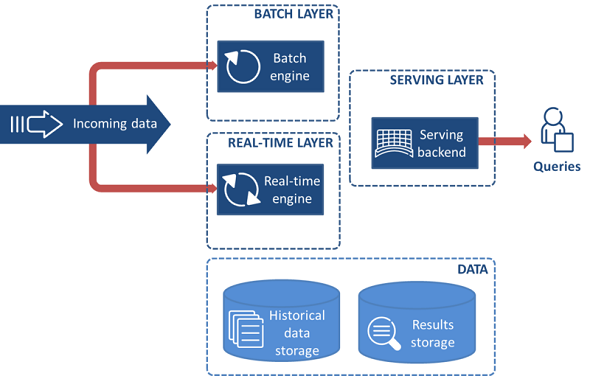 BATCH LAYER
Batch
engine
Incoming data
REAL-TIME LAYER
Real-time
engine
SERVING LAYER
Serving
backend
Queries
DATA
Historical
data
storage
Results
storage